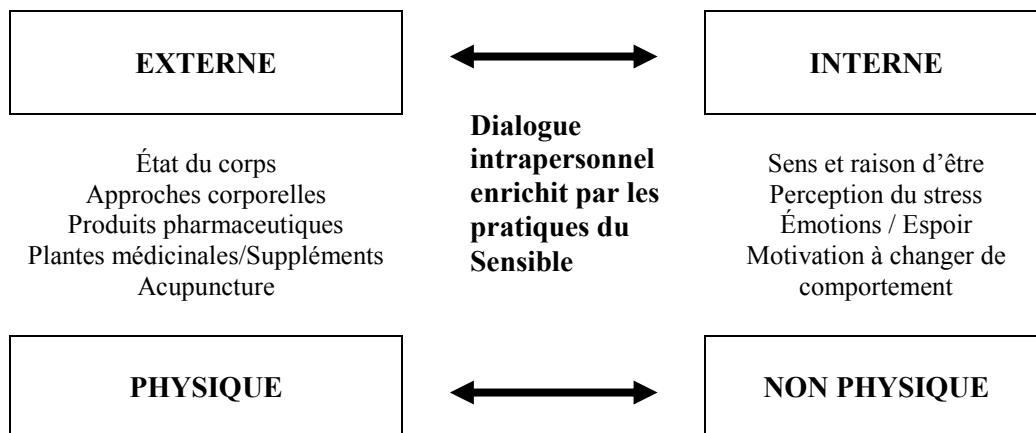 EXTERNE
INTERNE
État du corps
Approches corporelles
Produits pharmaceutiques
Plantes médicinales/Suppléments
Acupuncture
Dialogue
intrapersonnel
enrichit par les
pratiques du
Sensible
Sens et raison d’être
Perception du stress
Émotions / Espoir
Motivation à changer de
comportement
PHYSIQUE
NON PHYSIQUE